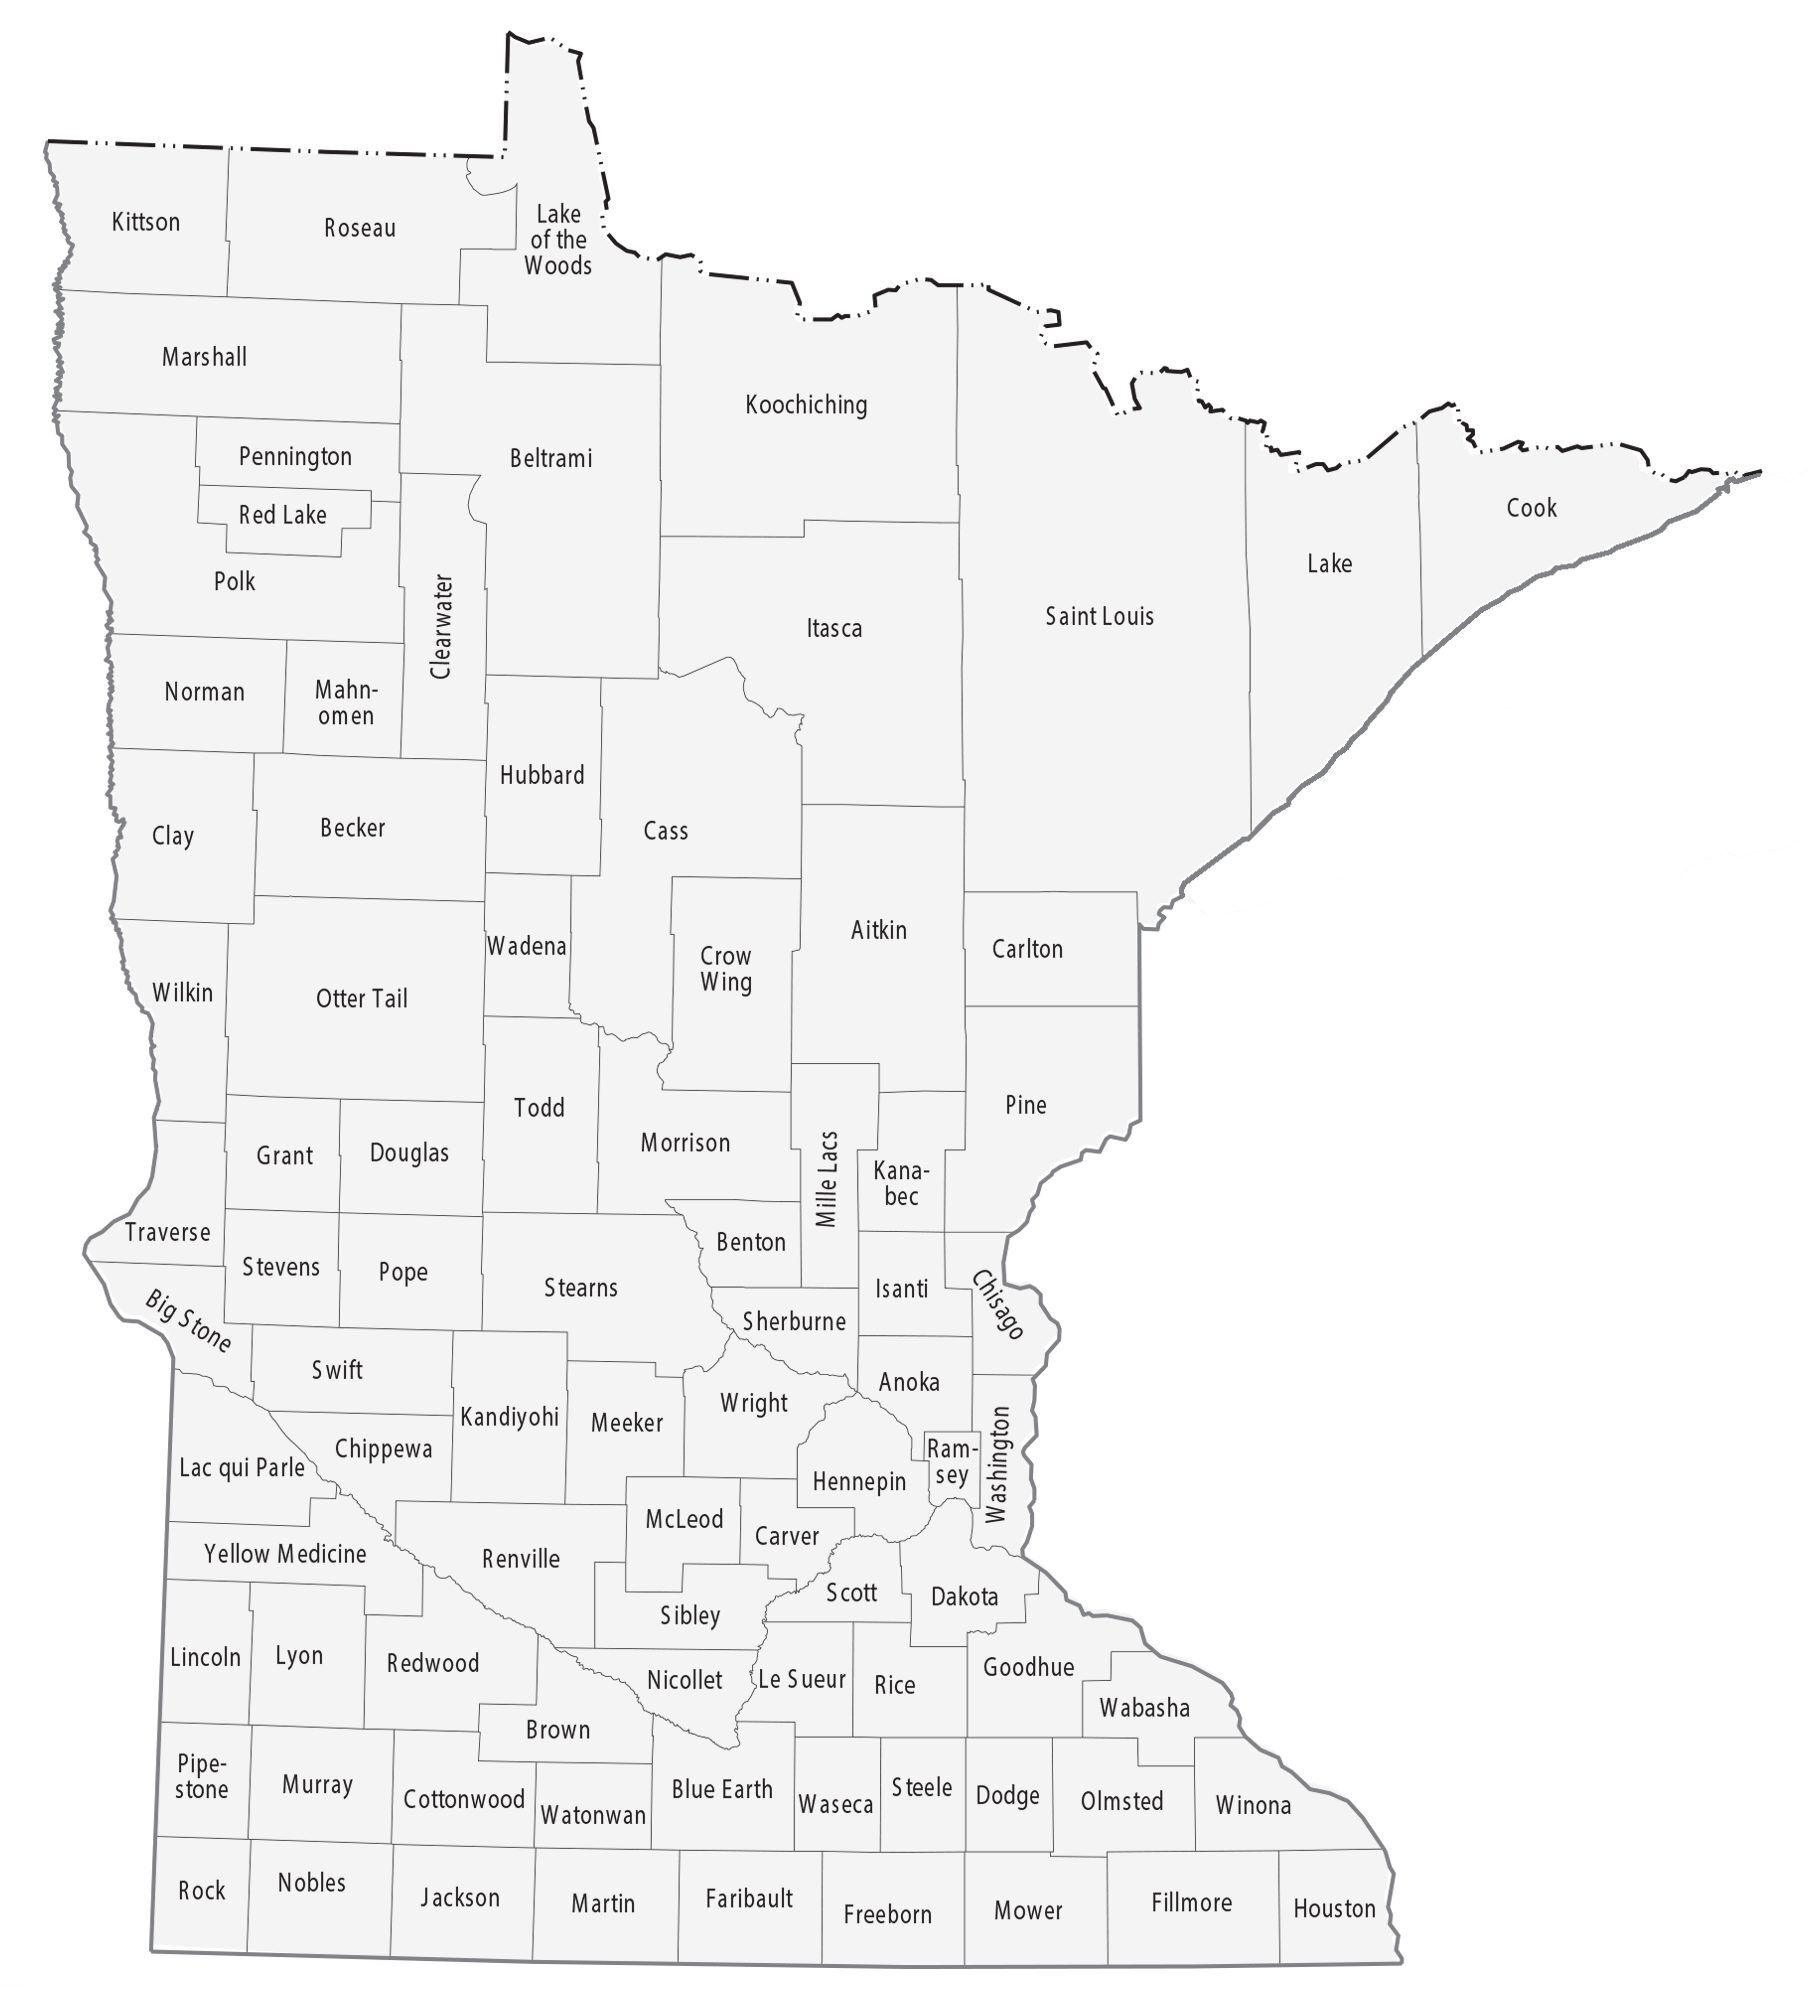 Kittson
Roseau
Lake
of the
Woods
Marshall
Koochiching
Pennington
Beltrami
Red Lake
Cook
Lake
Polk
Clearwater
Itasca
Saint Louis
Norman
Mahn-
omen
Hubbard
Clay
Becker
Cass
Aitkin
Wadena
Carlton
Crow
Wing
Wilkin
Otter Tail
Todd
Pine
Morrison
Grant
Douglas
Mille Lacs
Kana-
bec
Traverse
Benton
Stevens
Pope
Stearns
Isanti
Chisago
Big Stone
Sherburne
Swift
Anoka
Wright
Kandiyohi
Meeker
Chippewa
Ram-
sey
Washington
Lac qui Parle
Hennepin
McLeod
Carver
Yellow Medicine
Renville
Scott
Dakota
Sibley
Lincoln
Lyon
Redwood
Nicollet
Le Sueur
Rice
Goodhue
Wabasha
Brown
Pipe-
stone
Murray
Cottonwood
Watonwan
Blue Earth
Waseca
Steele
Dodge
Olmsted
Winona
Rock
Nobles
Jackson
Martin
Faribault
Freeborn
Mower
Fillmore
Houston